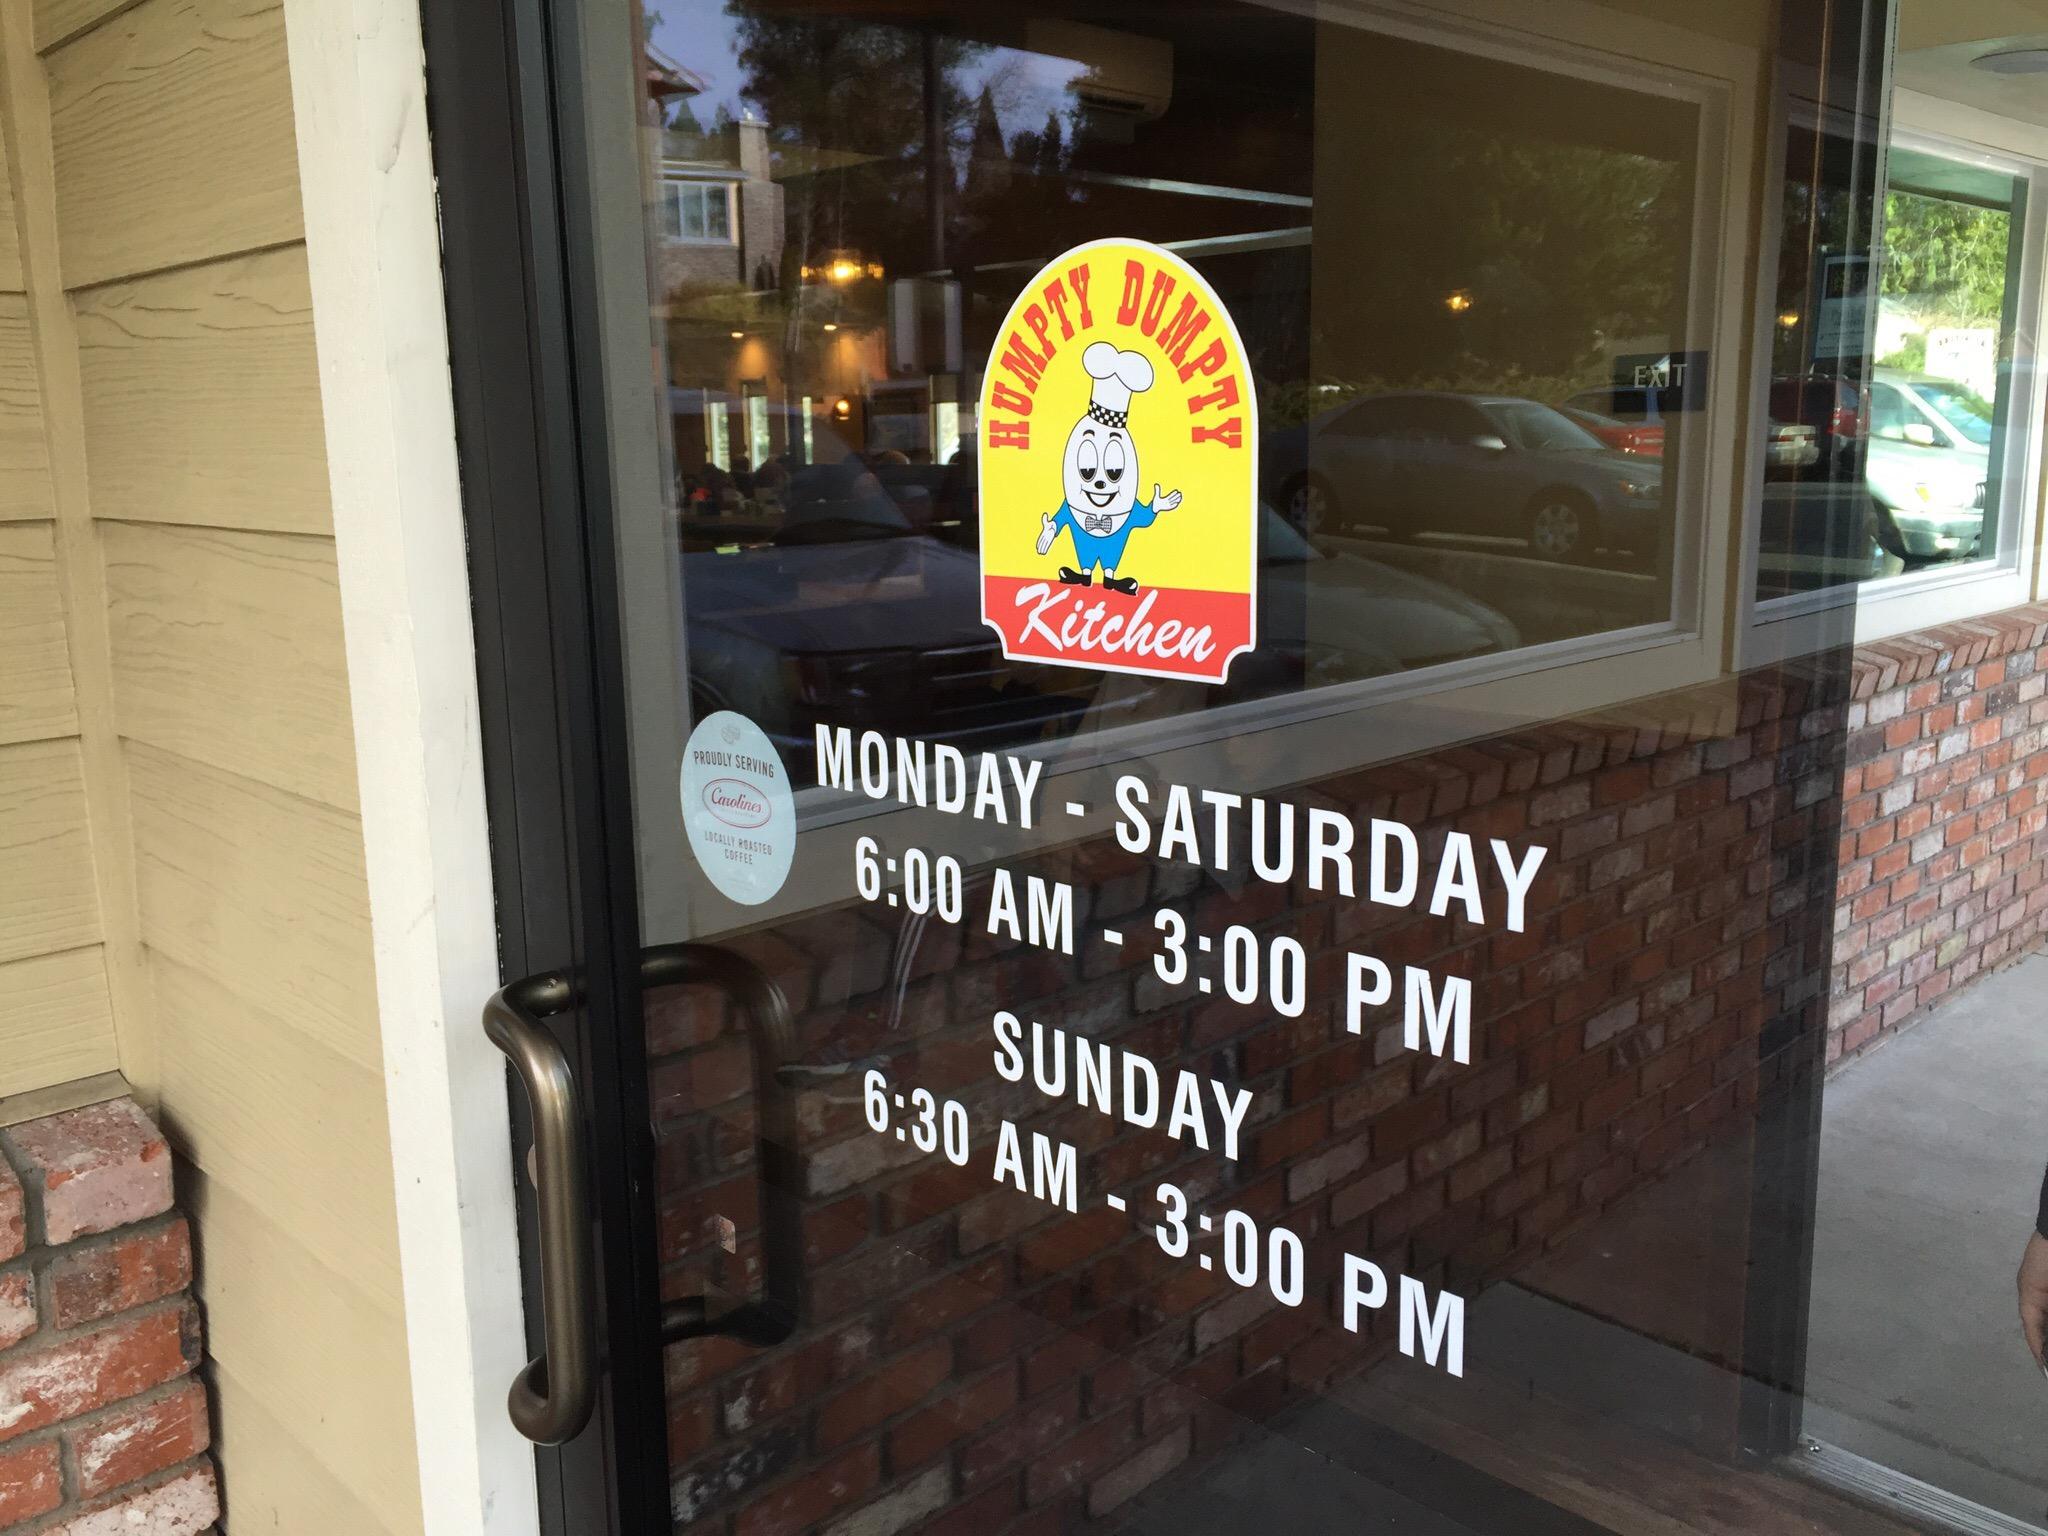 HUMPTY DUMPTY
Kitchen
PROUDLY SERVING
Carolines
LOCALLY ROASTED
COFFEE
MONDAY - SATURDAY
6:00 AM - 3:00 PM
SUNDAY
6:30 AM - 3:00 PM
EXIT